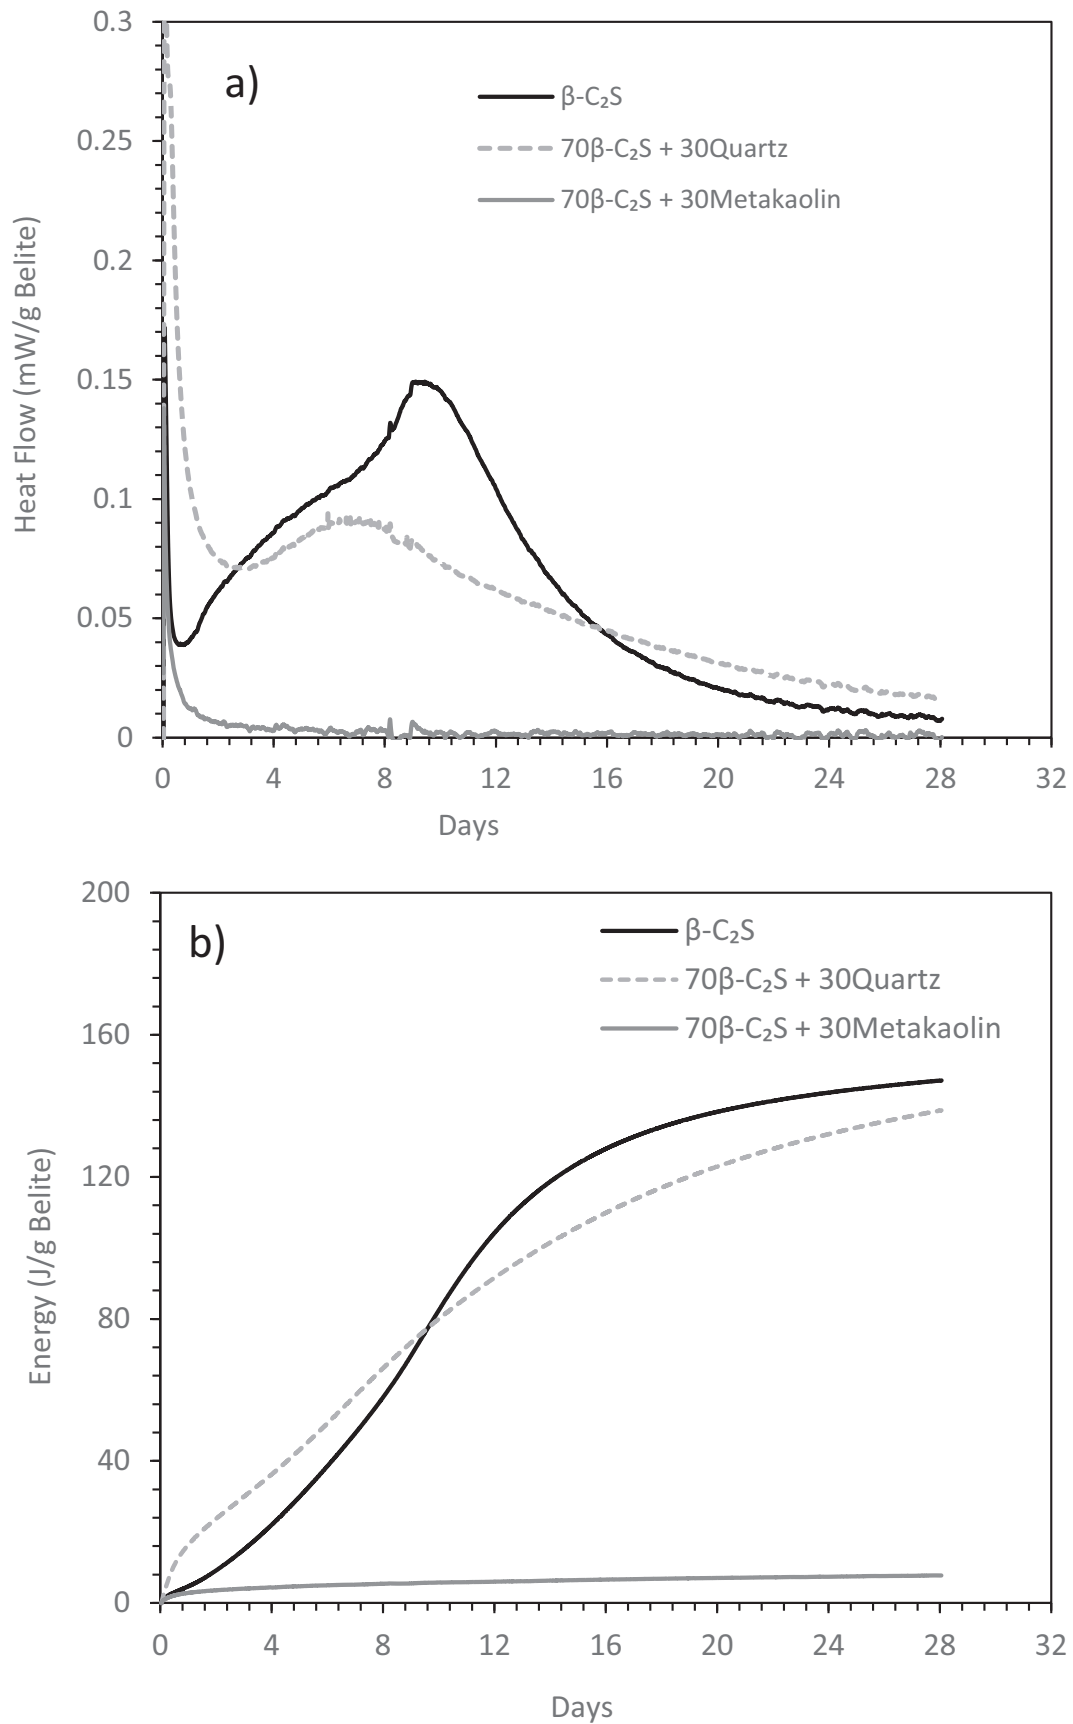 0.3
a)
β-C₂S
0.25
70β-C₂S + 30Quartz
70β-C₂S + 30Metakaolin
0.2
Heat Flow (mW/g Belite)
0.15
0.1
0.05
0
0 4 8 12 16 20 24 28 32
Days
200
b)
β-C₂S
70β-C₂S + 30Quartz
70β-C₂S + 30Metakaolin
160
120
Energy (J/g Belite)
80
40
0
0 4 8 12 16 20 24 28 32
Days